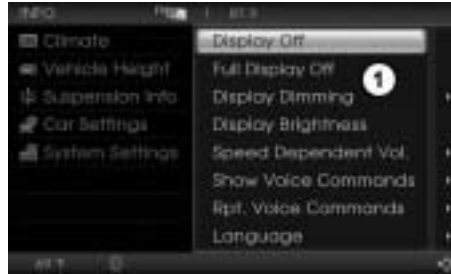 INFO
Climate
Vehicle Height
Suspension Info
Car Settings
System Settings
Display Off
Full Display Off
1
Display Dimming
Display Brightness
Speed Dependent Vol.
Show Voice Commands
Rpt. Voice Commands
Language